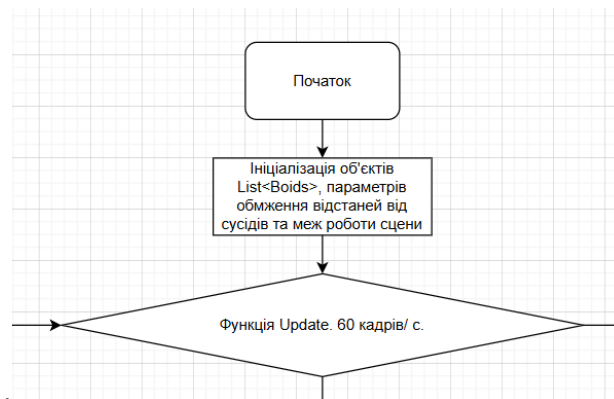 Початок
Ініціалізація об'єктів
List<Boids>, параметрів
обмження відстаней від
сусідів та меж роботи сцени
Функція Update. 60 кадрів/ с.